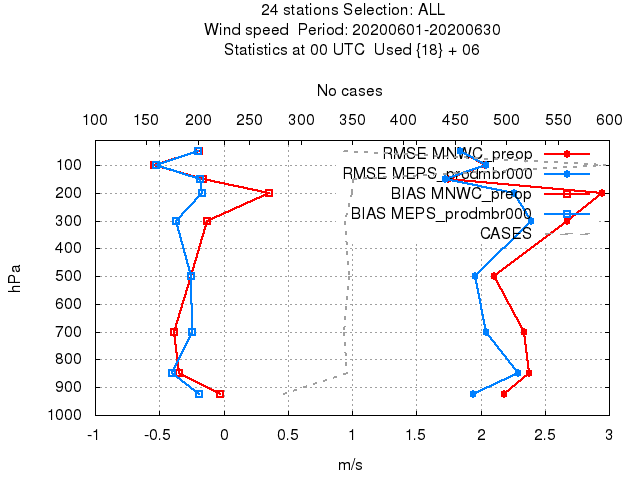 24 stations Selection: ALL
Wind speed  Period: 20200601-20200630
Statistics at 00 UTC  Used {18} + 06
No cases
100 150 200 250 300 350 400 450 500 550 600
RMSE MNWC_preop
RMSE MEPS_prodmbr000
BIAS MNWC_preop
BIAS MEPS_prodmbr000
CASES
hPa
100
200
300
400
500
600
700
800
900
1000
-1 -0.5 0 0.5 1 1.5 2 2.5 3
m/s